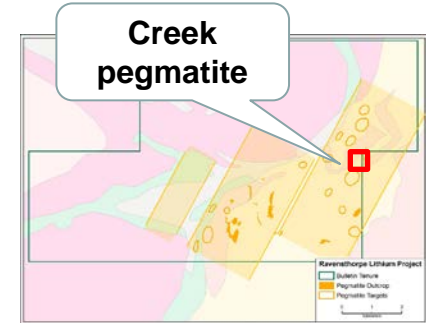 Creek
pegmatite
Ravensthorpe Lithium Project
Bulletin Tenure
Pegmatite Outcrop
Pegmatite Targets